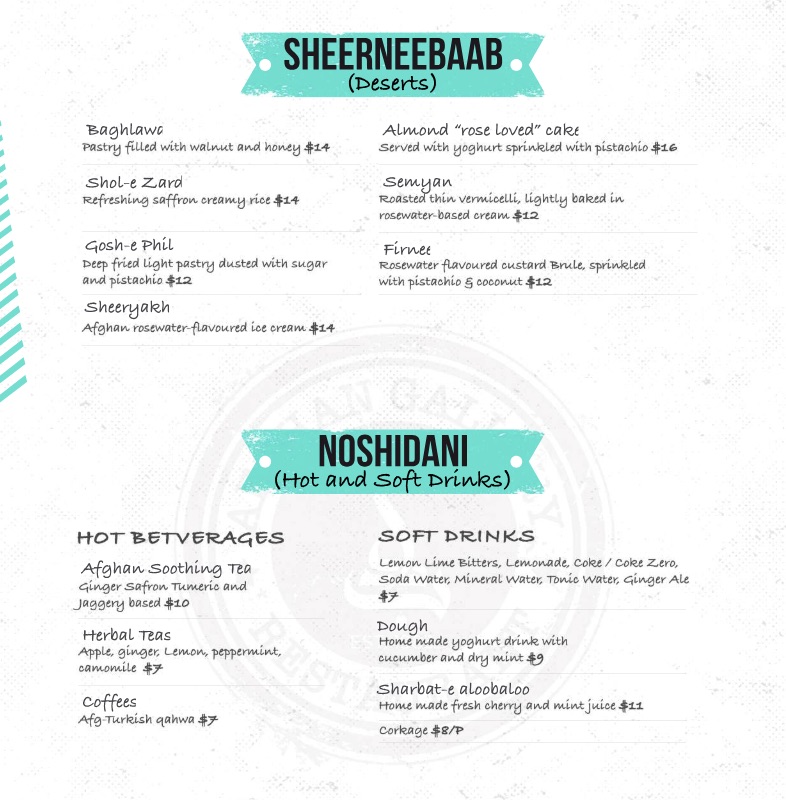 SHEERNEEBAAB
(Deserts)
Baghlawa
Pastry filled with walnut and honey $14
Shol-e Zard
Refreshing saffron creamy rice $14
Gosh-e Phil
Deep fried light pastry dusted with sugar
and pistachio $12
Sheeryakh
Afghan rosewater-flavoured ice cream $14
Almond “rose loved” cake
Served with yoghurt sprinkled with pistachio $16
Semyan
Roasted thin vermicelli, lightly baked in
rosewater-based cream $12
Firnee
Rosewater flavoured custard Brule, sprinkled
with pistachio & coconut $12
NOSHIDANI
(Hot and Soft Drinks)
HOT BETVERAGES
Afghan Soothing Tea
Ginger Safron Tumeric and
Jaggery based $10
Herbal Teas
Apple, ginger, Lemon, peppermint,
camomile $7
Coffees
Afg-Turkish qahwa $7
SOFT DRINKS
Lemon Lime Bitters, Lemonade, Coke / Coke Zero,
Soda Water, Mineral Water, Tonic Water, Ginger Ale
$7
Dough
Home made yoghurt drink with
cucumber and dry mint $9
Sharbat-e aloobaloo
Home made fresh cherry and mint juice $11
Corkage $8/P